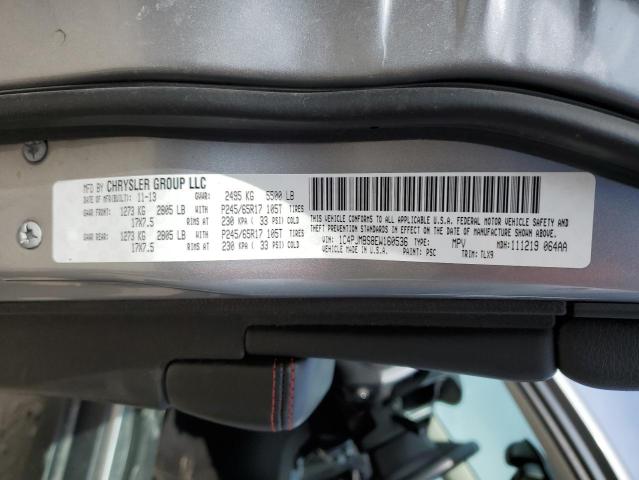 MFD BY CHRYSLER GROUP LLC
DATE OF MFR(BUILT): 11-13 GVWR: 2495 KG 5500 LB
GAWR FRONT: 1273 KG 2805 LB WITH P245/65R17 105T TIRES
17X7.5 RIMS AT 230 KPA ( 33 PSI) COLD
GAWR REAR: 1273 KG 2805 LB WITH P245/65R17 105T TIRES
17X7.5 RIMS AT 230 KPA ( 33 PSI) COLD
THIS VEHICLE CONFORMS TO ALL APPLICABLE U.S.A. FEDERAL MOTOR VEHICLE SAFETY AND
THEFT PREVENTION STANDARDS IN EFFECT ON THE DATE OF MANUFACTURE SHOWN ABOVE.
VIN: 1C4PJMBS8EW160536 TYPE: MPV MDH: 111219 064AA
VEHICLE MADE IN U.S.A. PAINT: PSC TRIM: TLX9